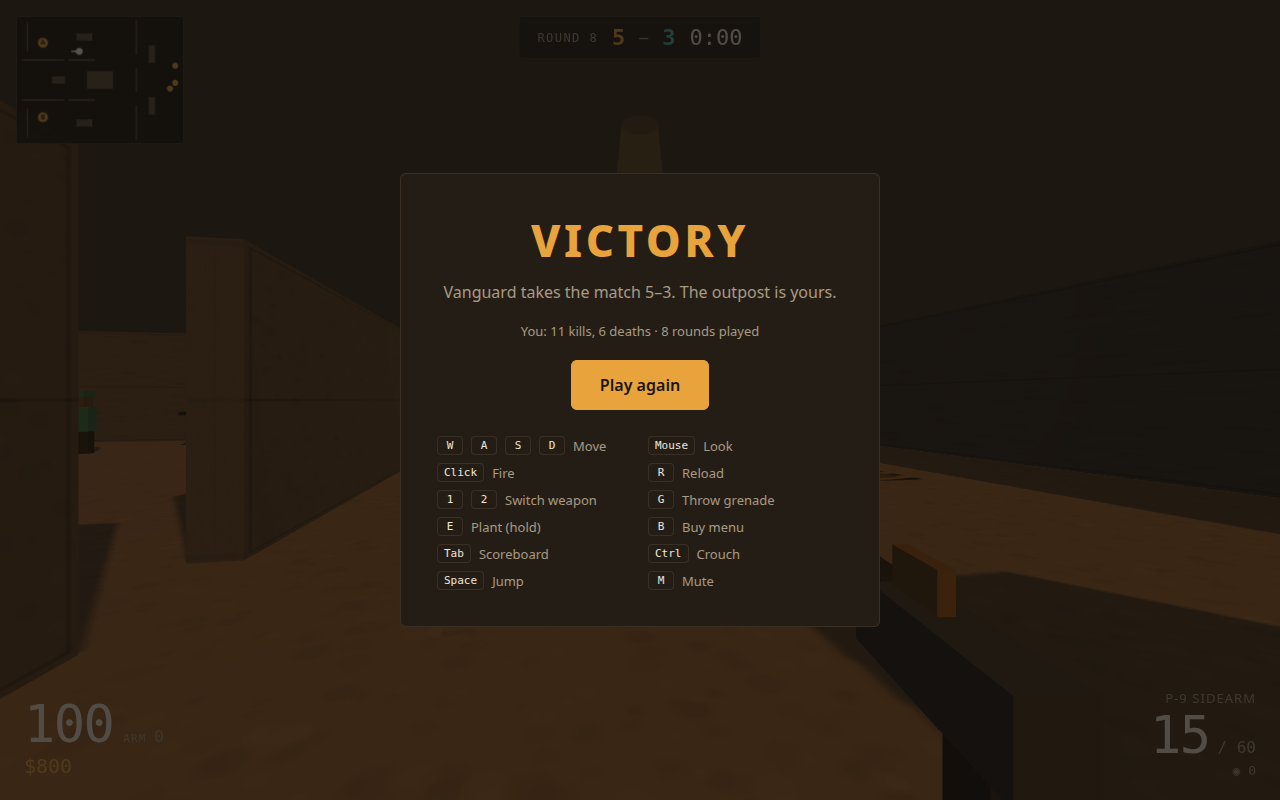 A
B
ROUND 8 5 – 3 0:00
VICTORY
Vanguard takes the match 5–3. The outpost is yours.
You: 11 kills, 6 deaths · 8 rounds played
Play again
W A S D Move
Mouse Look
Click Fire
R Reload
1 2 Switch weapon
G Throw grenade
E Plant (hold)
B Buy menu
Tab Scoreboard
Ctrl Crouch
Space Jump
M Mute
100 ARM 0
$800
P-9 SIDEARM
15 / 60
◉ 0